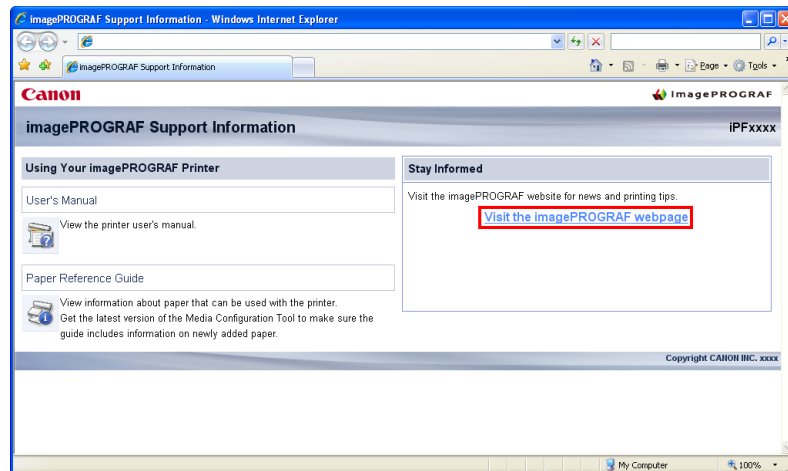 imagePROGRAF Support Information - Windows Internet Explorer
imagePROGRAF Support Information
Page
Tools
Canon
imagePROGRAF
imagePROGRAF Support Information
iPFxxxx
Using Your imagePROGRAF Printer
User's Manual
View the printer user's manual.
Paper Reference Guide
View information about paper that can be used with the printer.
Get the latest version of the Media Configuration Tool to make sure the
guide includes information on newly added paper.
Stay Informed
Visit the imagePROGRAF website for news and printing tips.
Visit the imagePROGRAF webpage
Copyright CANON INC. xxxx
My Computer
100%